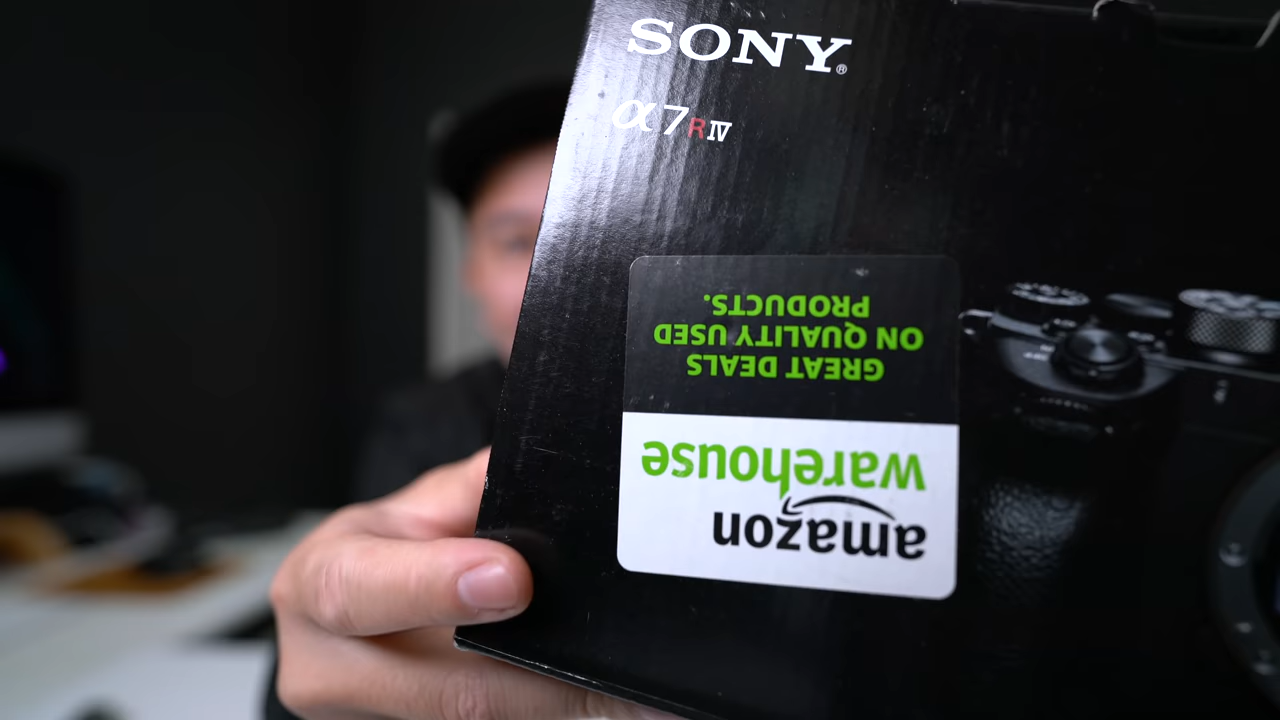 SONY®
α7RIV
amazon
warehouse
GREAT DEALS
ON QUALITY USED
PRODUCTS.